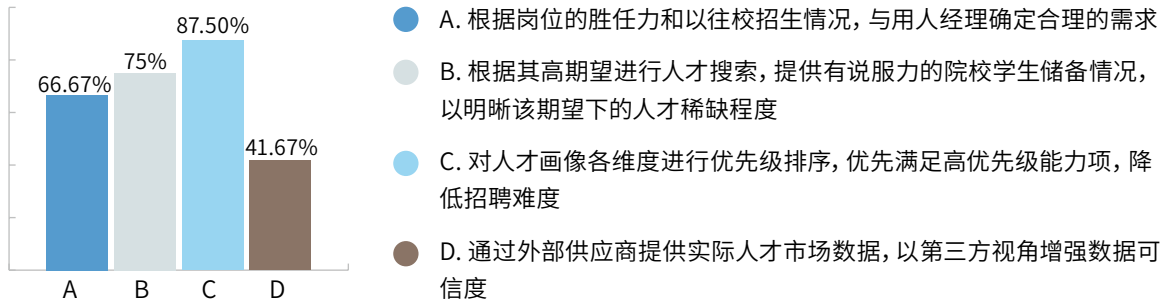 87.50%
75%
66.67%
41.67%
A
B
C
D
A. 根据岗位的胜任力和以往校招生情况，与用人经理确定合理的需求
B. 根据其高期望进行人才搜索，提供有说服力的院校学生储备情况，
以明晰该期望下的人才稀缺程度
C. 对人才画像各维度进行优先级排序，优先满足高优先级能力项，降
低招聘难度
D. 通过外部供应商提供实际人才市场数据，以第三方视角增强数据可
信度